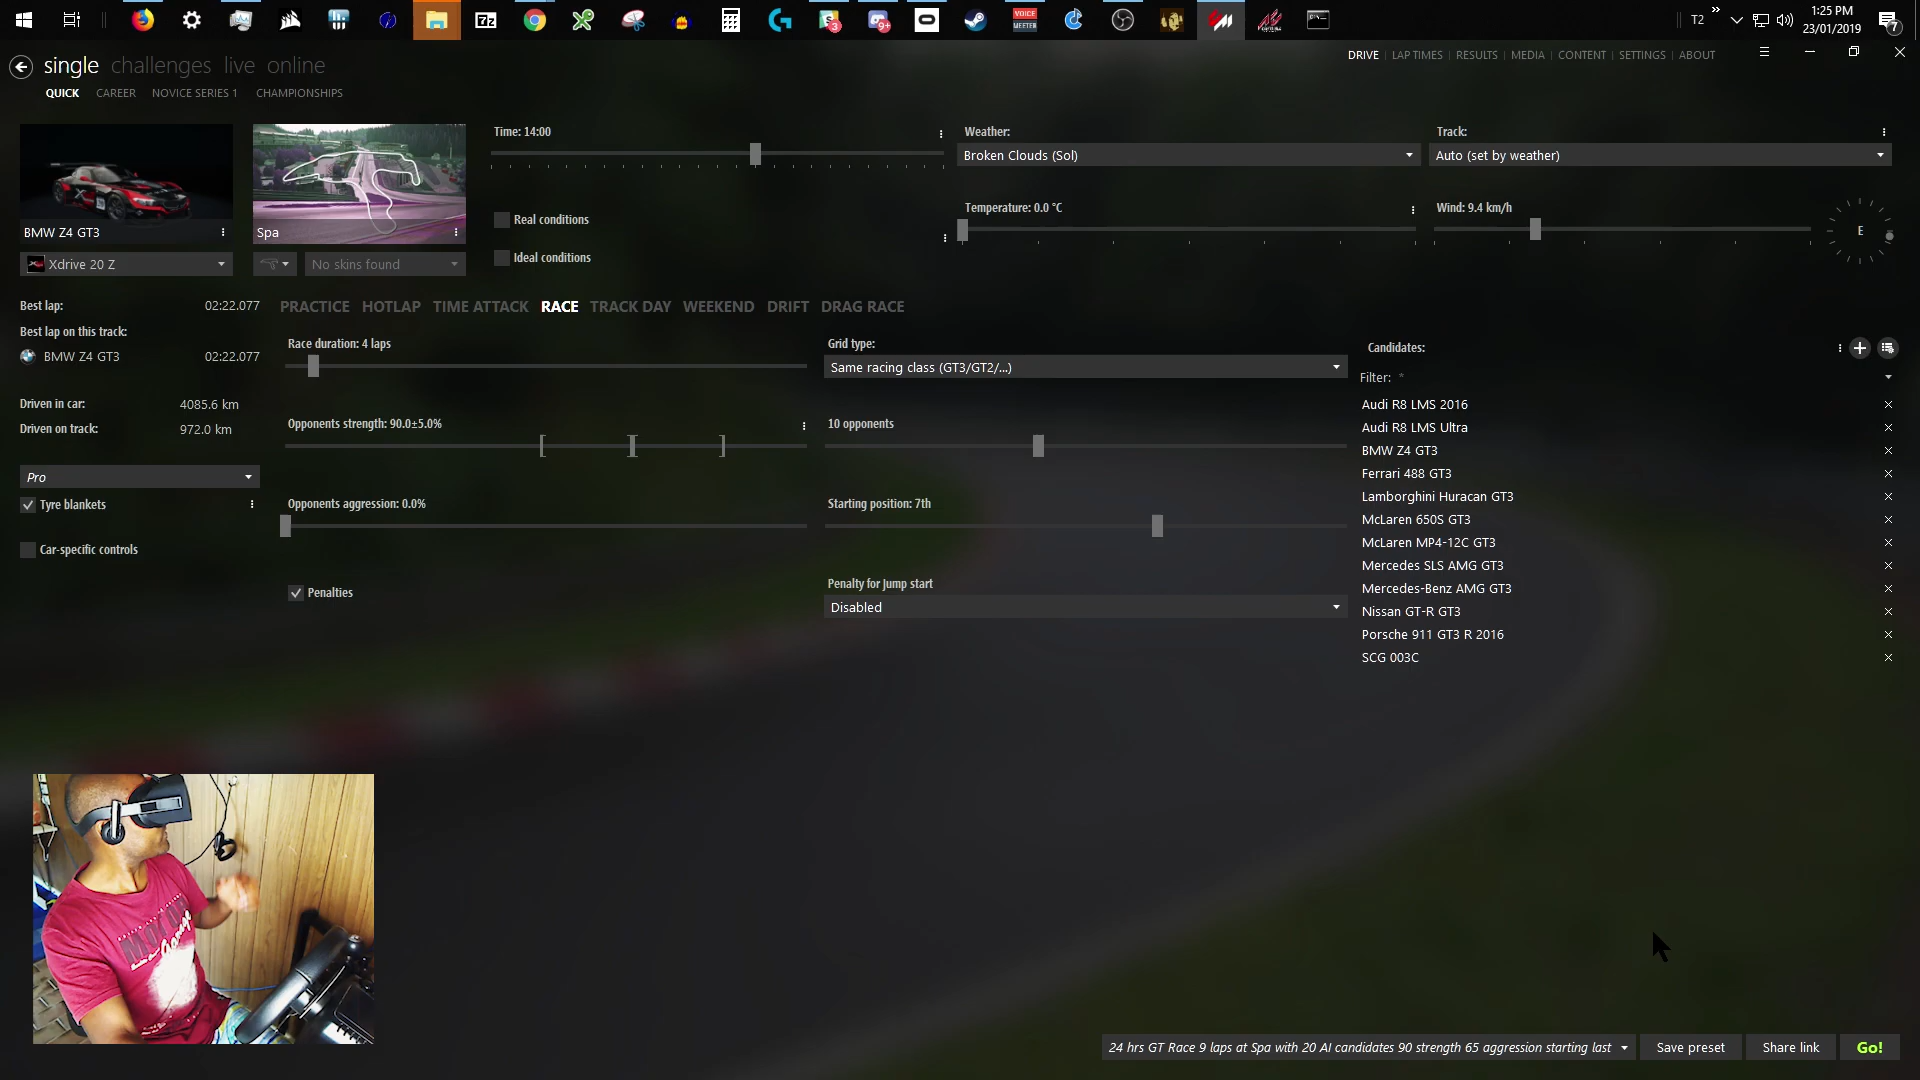 T2
1:25 PM
23/01/2019
7
7z
3
9+
VOICE
MEETER
single challenges live online
DRIVE LAP TIMES RESULTS MEDIA CONTENT SETTINGS ABOUT
QUICK CAREER NOVICE SERIES 1 CHAMPIONSHIPS
Time: 14:00
Weather:
Track:
Broken Clouds (Sol)
Auto (set by weather)
Temperature: 0.0 °C
Wind: 9.4 km/h
E
Real conditions
Ideal conditions
BMW Z4 GT3
Spa
Xdrive 20 Z
No skins found
Best lap: 02:22.077
Best lap on this track:
BMW Z4 GT3 02:22.077
Driven in car: 4085.6 km
Driven on track: 972.0 km
Pro
Tyre blankets
Car-specific controls
PRACTICE HOTLAP TIME ATTACK RACE TRACK DAY WEEKEND DRIFT DRAG RACE
Race duration: 4 laps
Grid type:
Same racing class (GT3/GT2/...)
Opponents strength: 90.0±5.0%
10 opponents
Opponents aggression: 0.0%
Starting position: 7th
Penalties
Penalty for jump start
Disabled
Candidates:
Filter: *
Audi R8 LMS 2016
Audi R8 LMS Ultra
BMW Z4 GT3
Ferrari 488 GT3
Lamborghini Huracan GT3
McLaren 650S GT3
McLaren MP4-12C GT3
Mercedes SLS AMG GT3
Mercedes-Benz AMG GT3
Nissan GT-R GT3
Porsche 911 GT3 R 2016
SCG 003C
24 hrs GT Race 9 laps at Spa with 20 AI candidates 90 strength 65 aggression starting last
Save preset
Share link
Go!